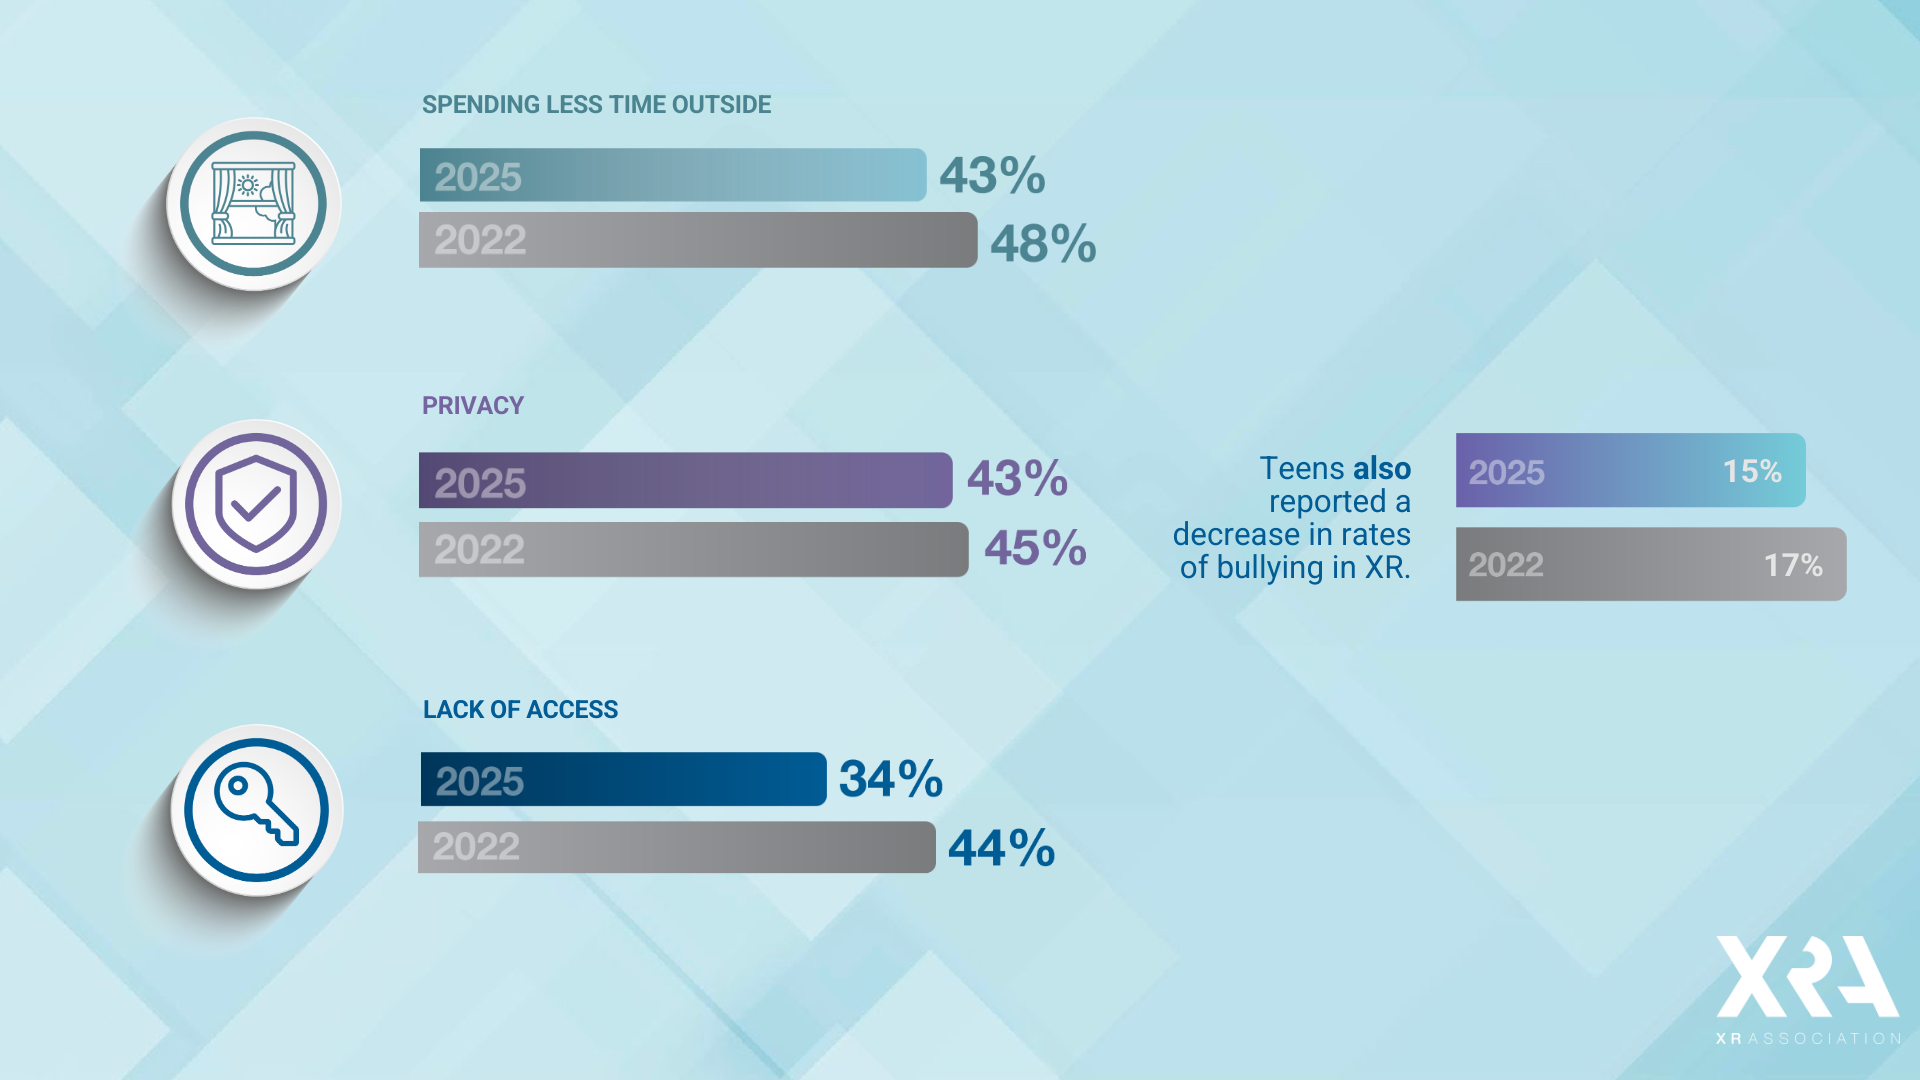 SPENDING LESS TIME OUTSIDE
2025
43%
2022
48%
PRIVACY
2025
43%
2022
45%
Teens also
reported a
decrease in rates
of bullying in XR.
2025
15%
2022
17%
LACK OF ACCESS
2025
34%
2022
44%
XRA
XR ASSOCIATION